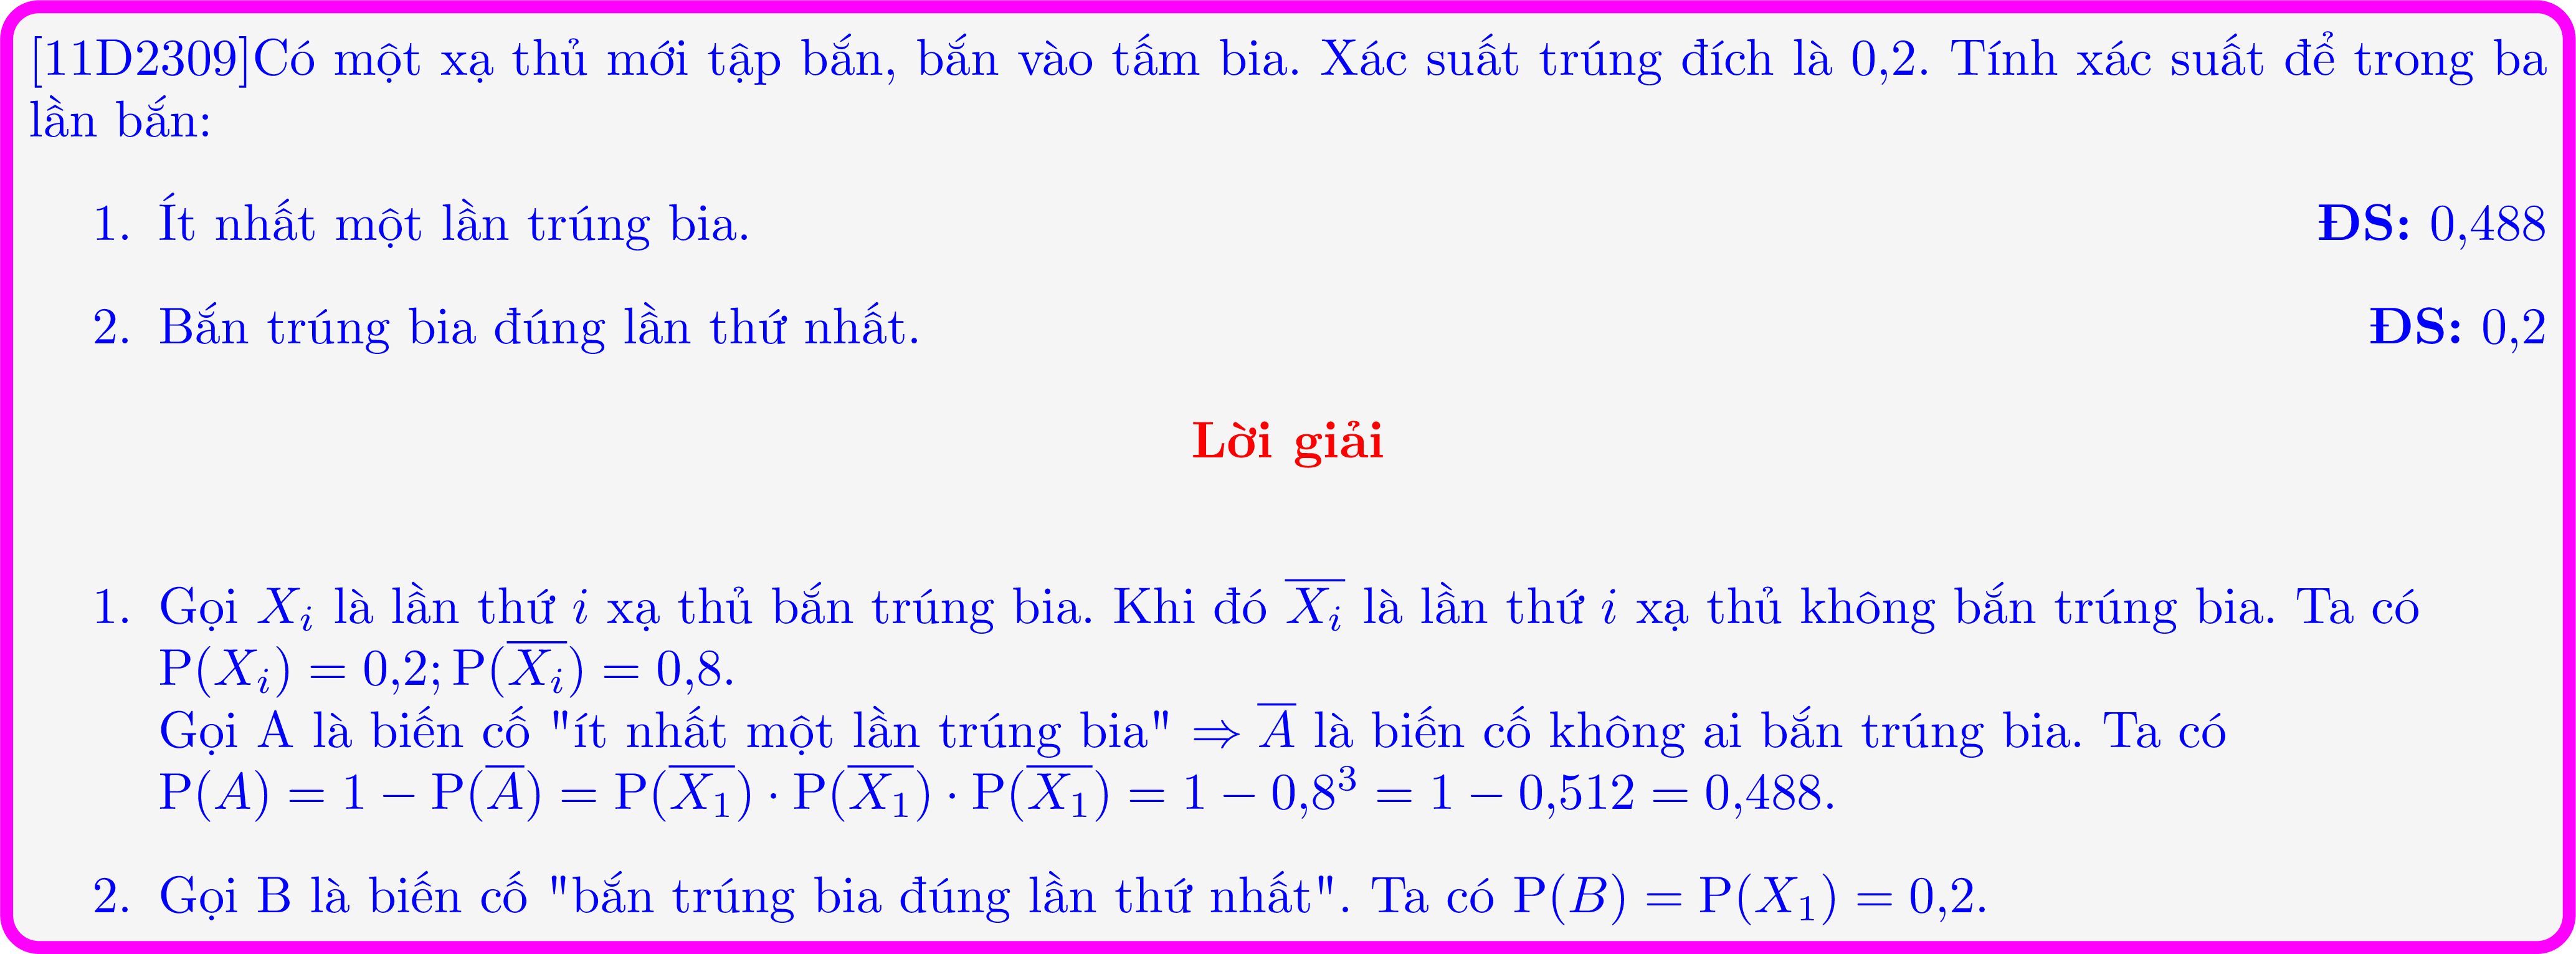 [11D2309]Có một xạ thủ mới tập bắn, bắn vào tấm bia. Xác suất trúng đích là 0,2. Tính xác suất để trong ba
lần bắn:
1. Ít nhất một lần trúng bia. ĐS: 0,488
2. Bắn trúng bia đúng lần thứ nhất. ĐS: 0,2
Lời giải
1. Gọi $X_i$ là lần thứ $i$ xạ thủ bắn trúng bia. Khi đó $\overline{X_i}$ là lần thứ $i$ xạ thủ không bắn trúng bia. Ta có
$\mathrm{P}(X_i) = 0{,}2; \mathrm{P}(\overline{X_i}) = 0{,}8.$
Gọi A là biến cố "ít nhất một lần trúng bia" $\Rightarrow \overline{A}$ là biến cố không ai bắn trúng bia. Ta có
$\mathrm{P}(A) = 1 - \mathrm{P}(\overline{A}) = \mathrm{P}(\overline{X_1}) \cdot \mathrm{P}(\overline{X_1}) \cdot \mathrm{P}(\overline{X_1}) = 1 - 0{,}8^3 = 1 - 0{,}512 = 0{,}488.$
2. Gọi B là biến cố "bắn trúng bia đúng lần thứ nhất". Ta có $\mathrm{P}(B) = \mathrm{P}(X_1) = 0{,}2.$